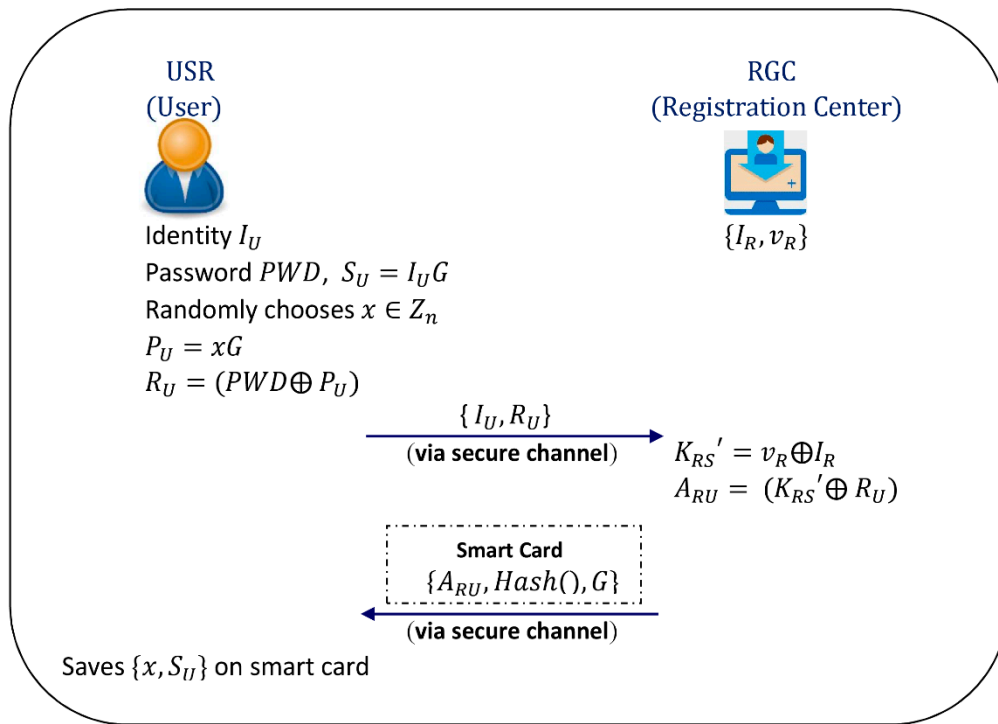 USR
(User)
RGC
(Registration Center)
Identity I_U
Password PWD, S_U = I_U G
Randomly chooses x ∈ Z_n
P_U = xG
R_U = (PWD⊕ P_U)
{I_R, v_R}
{ I_U, R_U}
(via secure channel)
K_RS′ = v_R⊕I_R
A_RU = (K_RS′⊕ R_U)
Smart Card
{A_RU, Hash(), G}
(via secure channel)
Saves {x, S_U} on smart card